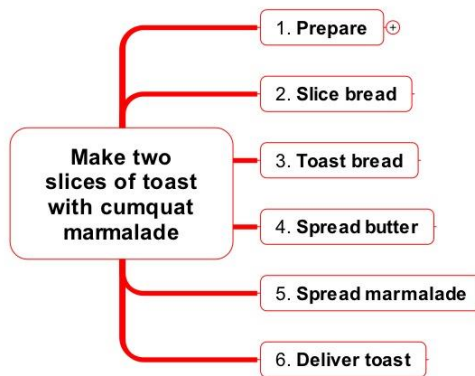 Make two
slices of toast
with cumquat
marmalade
1. Prepare
2. Slice bread
3. Toast bread
4. Spread butter
5. Spread marmalade
6. Deliver toast